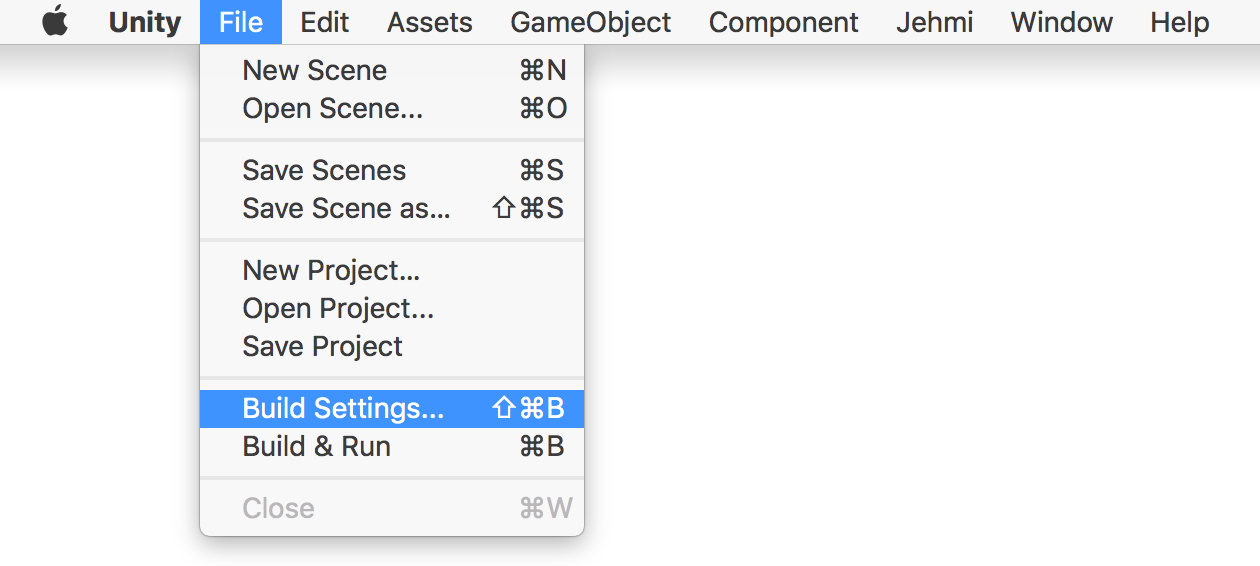 Unity File Edit Assets GameObject Component Jehmi Window Help
New Scene ⌘N
Open Scene... ⌘O
Save Scenes ⌘S
Save Scene as... ⇧⌘S
New Project...
Open Project...
Save Project
Build Settings... ⇧⌘B
Build & Run ⌘B
Close ⌘W